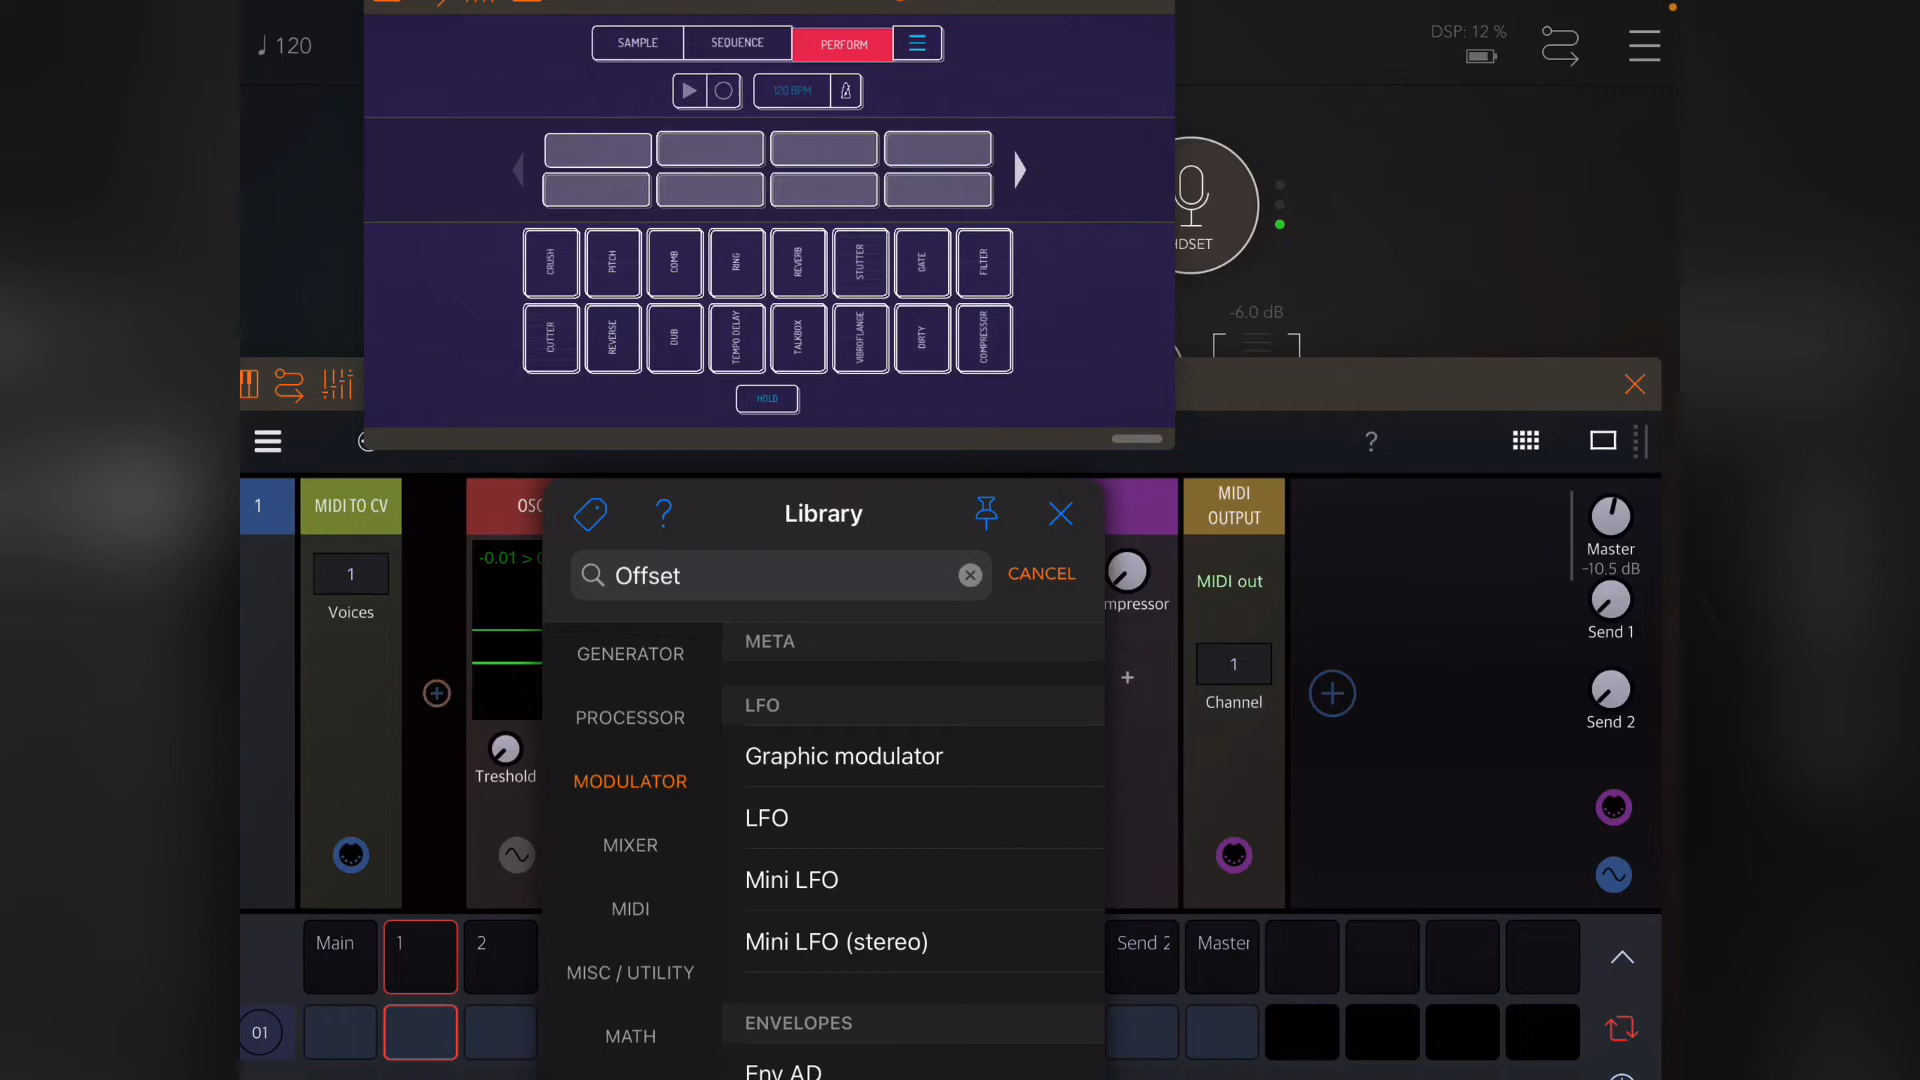 120
DSP: 12 %
SAMPLE
SEQUENCE
PERFORM
120 BPM
CRUSH
PITCH
COMB
RING
REVERB
STUTTER
GATE
FILTER
CUTTER
REVERSE
DUB
TEMPO DELAY
TALKBOX
VIBROFLANGE
DIRTY
COMPRESSOR
HOLD
-6.0 dB
?
1
MIDI TO CV
1
Voices
-0.01 >
Treshold
Library
?
Offset
CANCEL
GENERATOR
PROCESSOR
MODULATOR
MIXER
MIDI
MISC / UTILITY
MATH
META
LFO
Graphic modulator
LFO
Mini LFO
Mini LFO (stereo)
ENVELOPES
Env AD
MIDI
OUTPUT
MIDI out
1
Channel
Master
-10.5 dB
Send 1
Send 2
Main
1
2
Send 2
Master
01